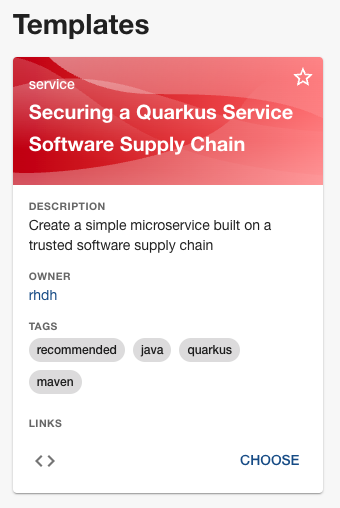 Templates
service
Securing a Quarkus Service
Software Supply Chain
DESCRIPTION
Create a simple microservice built on a
trusted software supply chain
OWNER
rhdh
TAGS
recommended java quarkus
maven
LINKS
CHOOSE